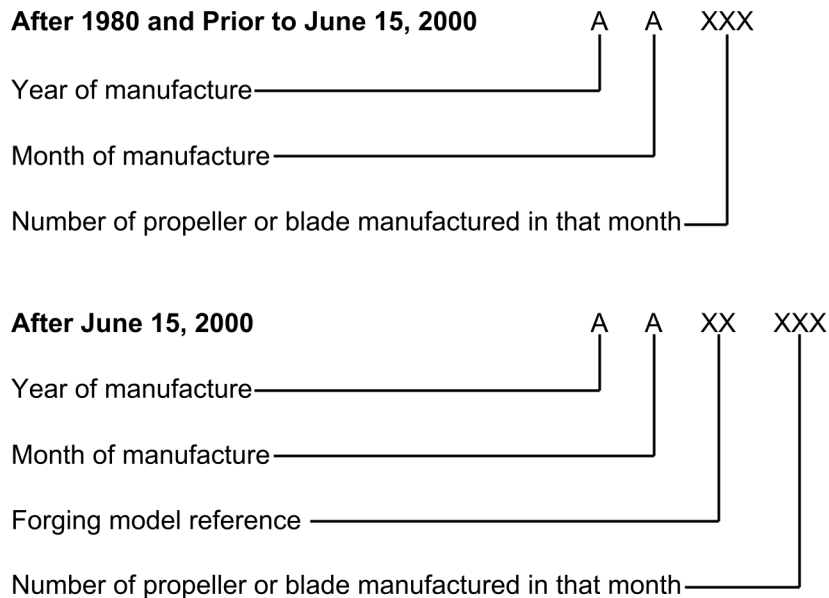 After 1980 and Prior to June 15, 2000 A A XXX
Year of manufacture
Month of manufacture
Number of propeller or blade manufactured in that month
After June 15, 2000 A A XX XXX
Year of manufacture
Month of manufacture
Forging model reference
Number of propeller or blade manufactured in that month